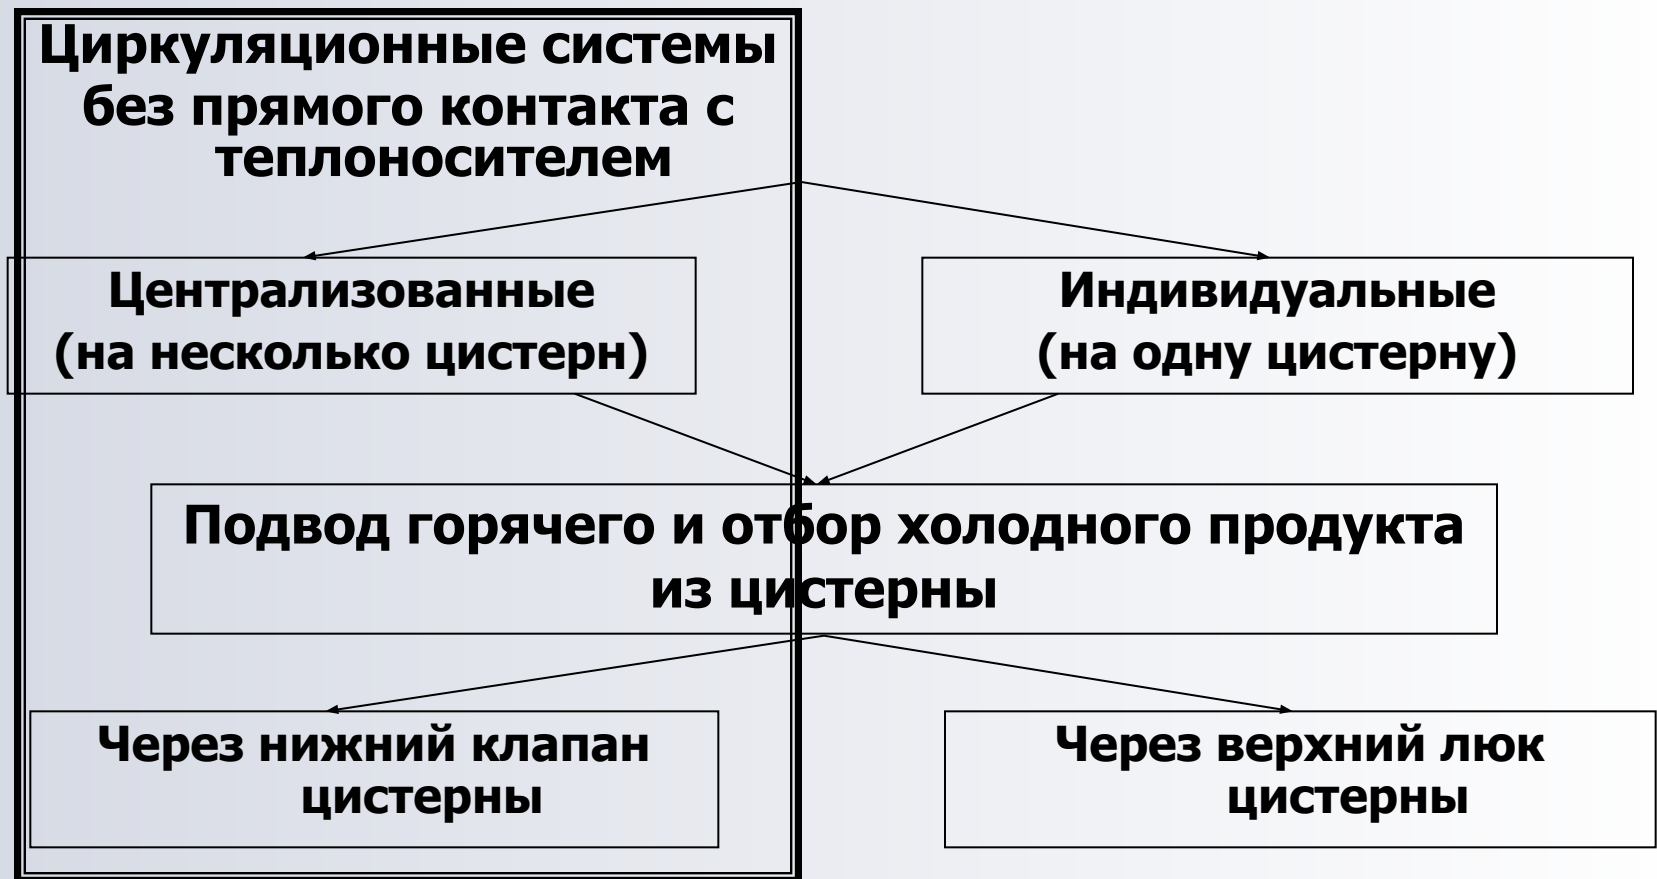 Циркуляционные системы
без прямого контакта с
теплоносителем
Централизованные
(на несколько цистерн)
Индивидуальные
(на одну цистерну)
Подвод горячего и отбор холодного продукта
из цистерны
Через нижний клапан
цистерны
Через верхний люк
цистерны